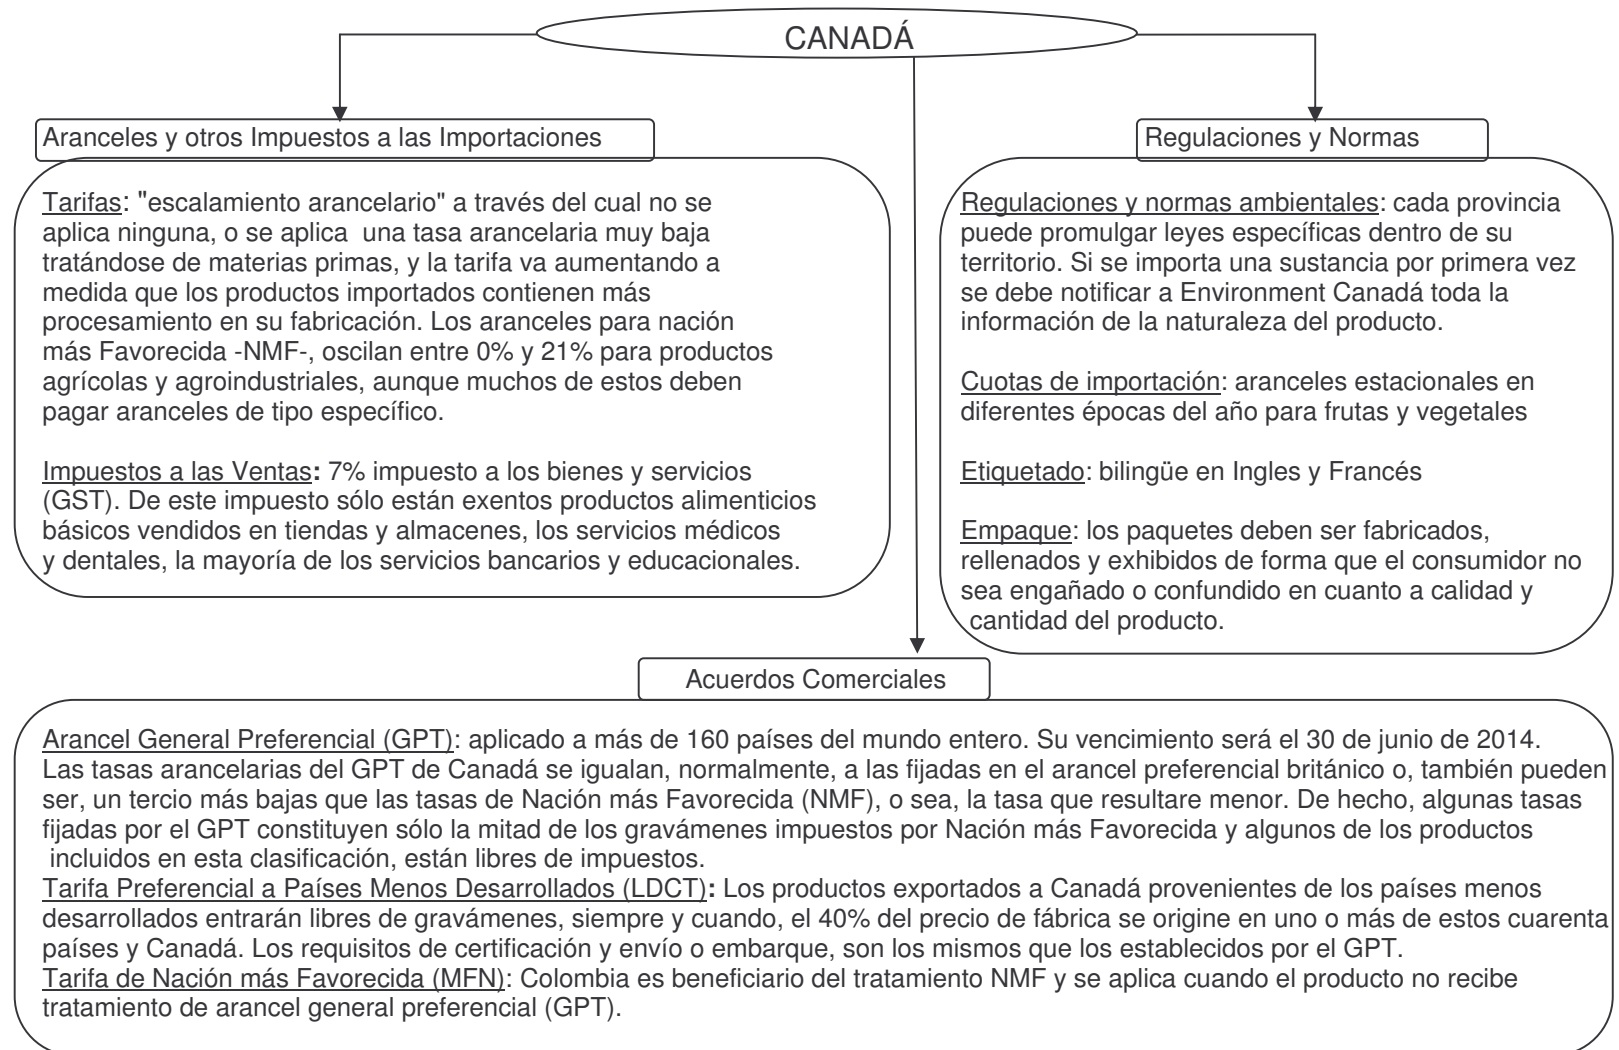 CANADÁ
Aranceles y otros Impuestos a las Importaciones
Tarifas: "escalamiento arancelario" a través del cual no se
aplica ninguna, o se aplica una tasa arancelaria muy baja
tratándose de materias primas, y la tarifa va aumentando a
medida que los productos importados contienen más
procesamiento en su fabricación. Los aranceles para nación
más Favorecida -NMF-, oscilan entre 0% y 21% para productos
agrícolas y agroindustriales, aunque muchos de estos deben
pagar aranceles de tipo específico.
Impuestos a las Ventas: 7% impuesto a los bienes y servicios
(GST). De este impuesto sólo están exentos productos alimenticios
básicos vendidos en tiendas y almacenes, los servicios médicos
y dentales, la mayoría de los servicios bancarios y educacionales.
Regulaciones y Normas
Regulaciones y normas ambientales: cada provincia
puede promulgar leyes específicas dentro de su
territorio. Si se importa una sustancia por primera vez
se debe notificar a Environment Canadá toda la
información de la naturaleza del producto.
Cuotas de importación: aranceles estacionales en
diferentes épocas del año para frutas y vegetales
Etiquetado: bilingüe en Ingles y Francés
Empaque: los paquetes deben ser fabricados,
rellenados y exhibidos de forma que el consumidor no
sea engañado o confundido en cuanto a calidad y
cantidad del producto.
Acuerdos Comerciales
Arancel General Preferencial (GPT): aplicado a más de 160 países del mundo entero. Su vencimiento será el 30 de junio de 2014.
Las tasas arancelarias del GPT de Canadá se igualan, normalmente, a las fijadas en el arancel preferencial británico o, también pueden
ser, un tercio más bajas que las tasas de Nación más Favorecida (NMF), o sea, la tasa que resultare menor. De hecho, algunas tasas
fijadas por el GPT constituyen sólo la mitad de los gravámenes impuestos por Nación más Favorecida y algunos de los productos
incluidos en esta clasificación, están libres de impuestos.
Tarifa Preferencial a Países Menos Desarrollados (LDCT): Los productos exportados a Canadá provenientes de los países menos
desarrollados entrarán libres de gravámenes, siempre y cuando, el 40% del precio de fábrica se origine en uno o más de estos cuarenta
países y Canadá. Los requisitos de certificación y envío o embarque, son los mismos que los establecidos por el GPT.
Tarifa de Nación más Favorecida (MFN): Colombia es beneficiario del tratamiento NMF y se aplica cuando el producto no recibe
tratamiento de arancel general preferencial (GPT).